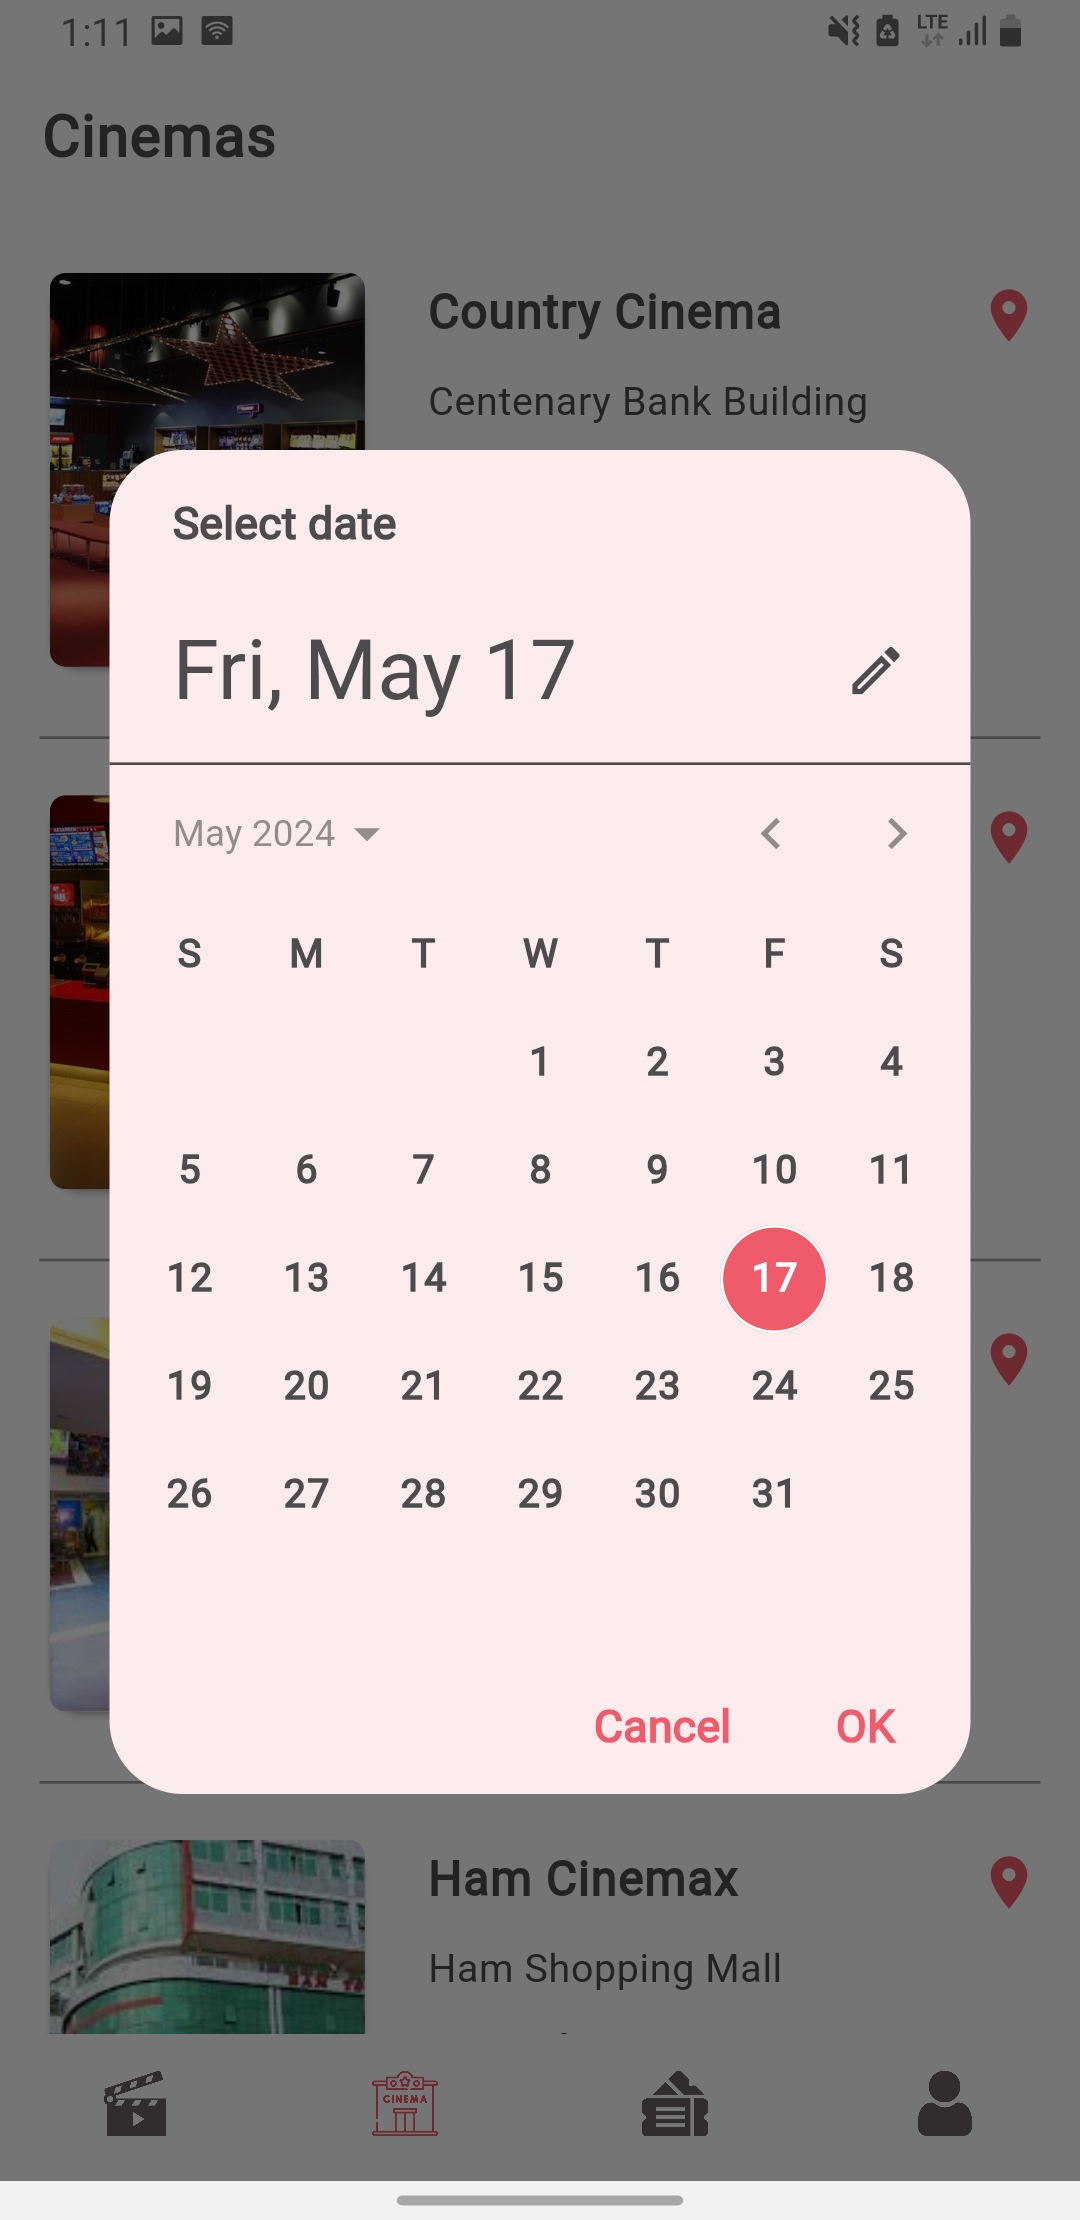 1:11
LTE
Cinemas
Country Cinema
Centenary Bank Building
Select date
Fri, May 17
May 2024
S M T W T F S
1 2 3 4
5 6 7 8 9 10 11
12 13 14 15 16 17 18
19 20 21 22 23 24 25
26 27 28 29 30 31
Cancel OK
Ham Cinemax
Ham Shopping Mall
CINEMA